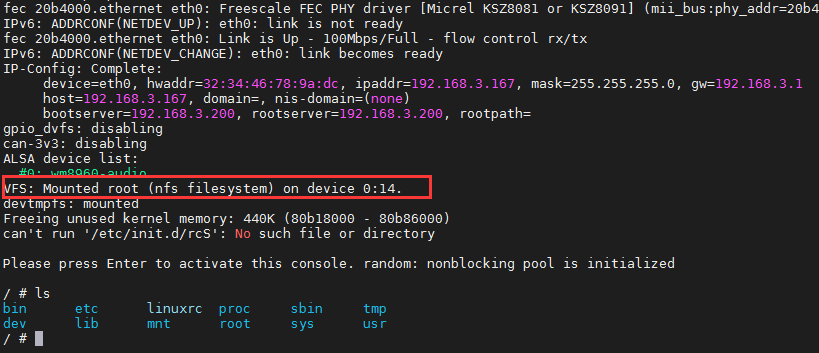 fec 20b4000.ethernet eth0: Freescale FEC PHY driver [Micrel KSZ8081 or KSZ8091] (mii_bus:phy_addr=20b4
IPv6: ADDRCONF(NETDEV_UP): eth0: link is not ready
fec 20b4000.ethernet eth0: Link is Up - 100Mbps/Full - flow control rx/tx
IPv6: ADDRCONF(NETDEV_CHANGE): eth0: link becomes ready
IP-Config: Complete:
     device=eth0, hwaddr=32:34:46:78:9a:dc, ipaddr=192.168.3.167, mask=255.255.255.0, gw=192.168.3.1
     host=192.168.3.167, domain=, nis-domain=(none)
     bootserver=192.168.3.200, rootserver=192.168.3.200, rootpath=
gpio_dvfs: disabling
can-3v3: disabling
ALSA device list:
  #0: wm8960-audio
VFS: Mounted root (nfs filesystem) on device 0:14.
devtmpfs: mounted
Freeing unused kernel memory: 440K (80b18000 - 80b86000)
can't run '/etc/init.d/rcS': No such file or directory
Please press Enter to activate this console. random: nonblocking pool is initialized
/ # ls
bin      etc      linuxrc  proc     sbin     tmp
dev      lib      mnt      root     sys      usr
/ #